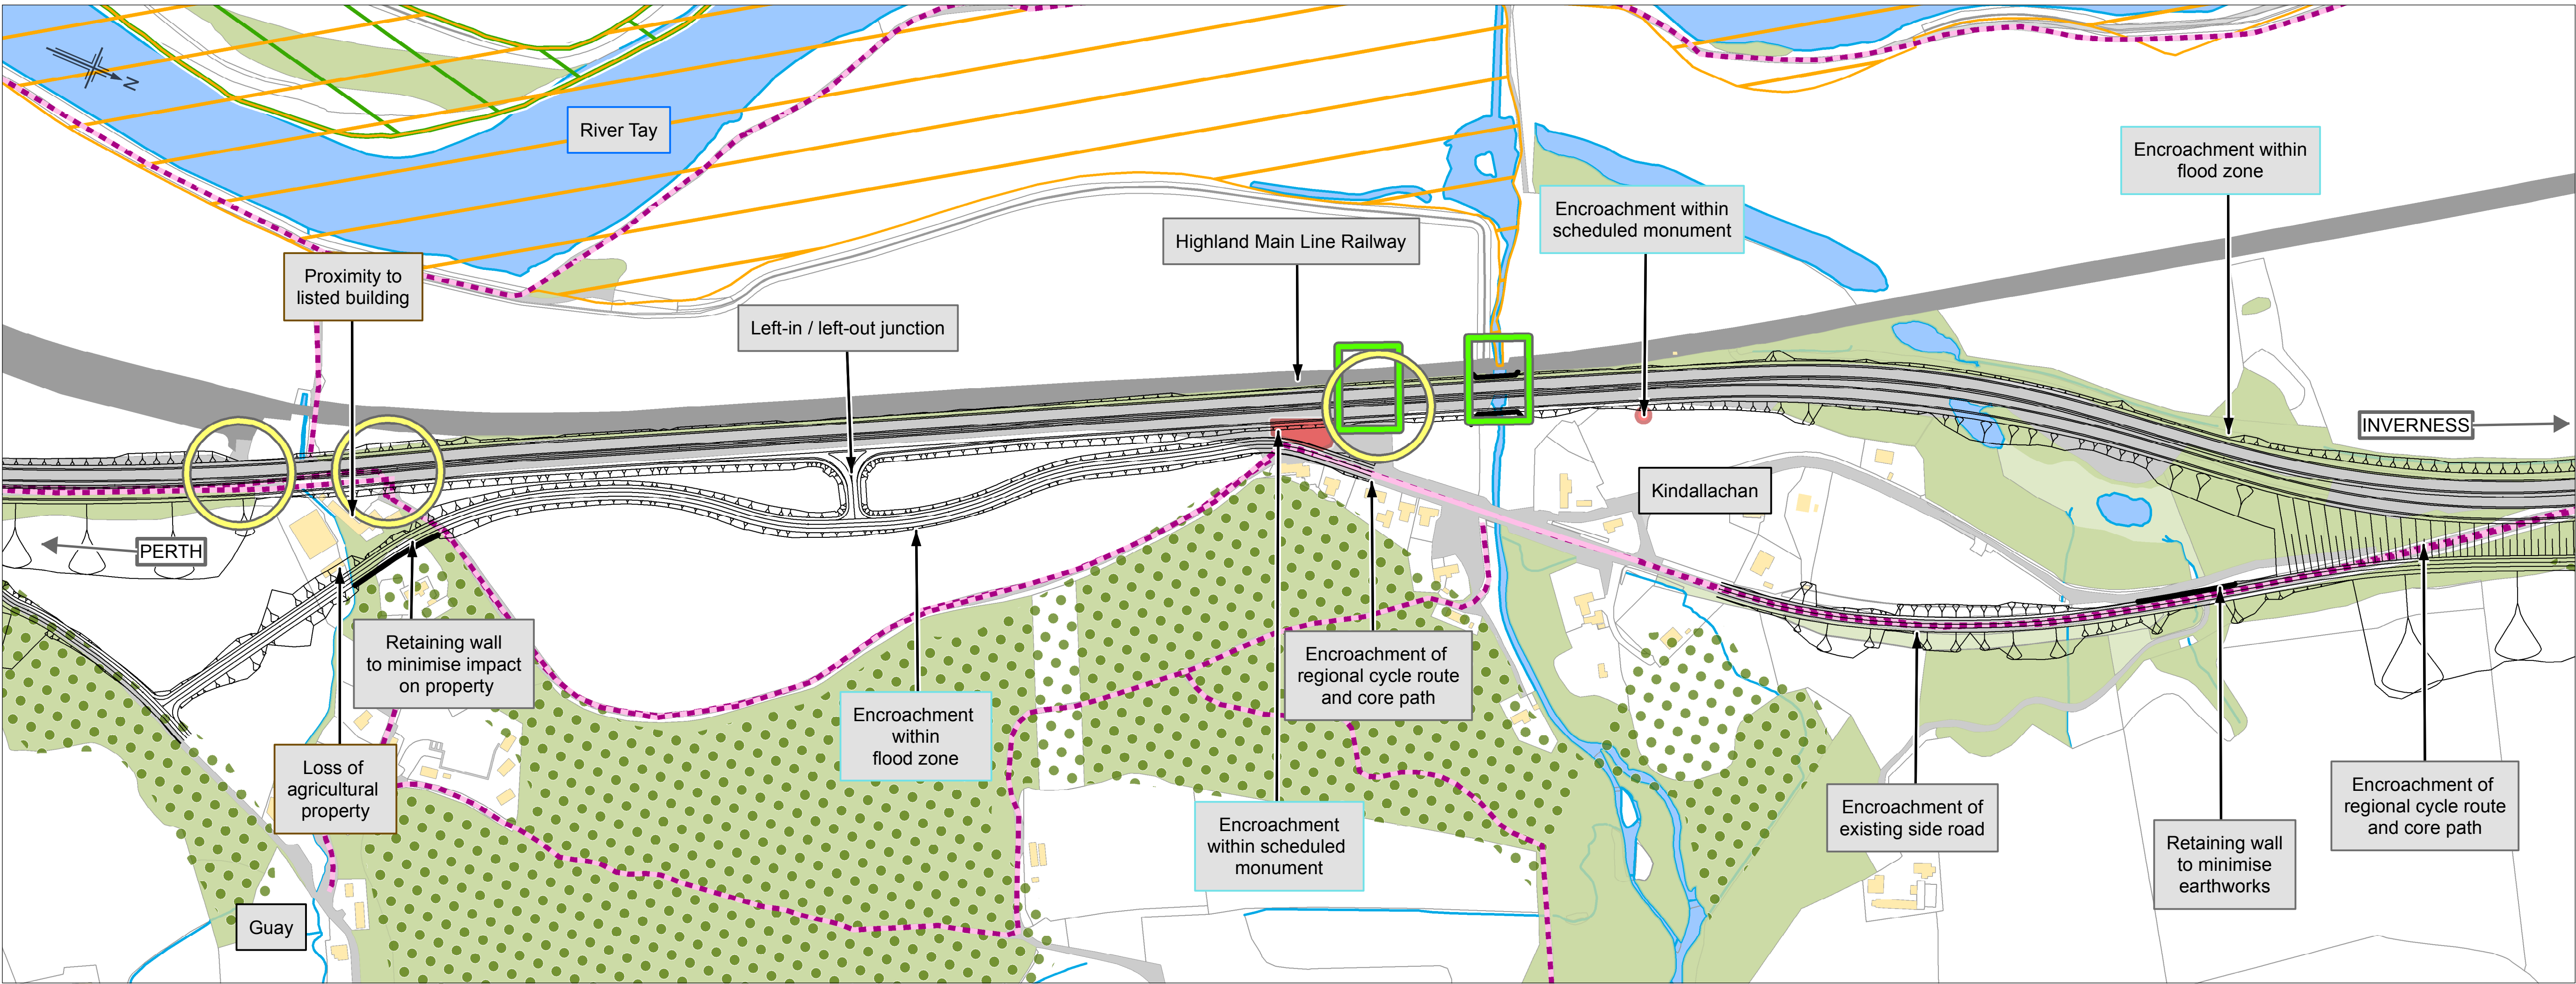 N
River Tay
Encroachment within
flood zone
Encroachment within
scheduled monument
Highland Main Line Railway
Proximity to
listed building
Left-in / left-out junction
INVERNESS
Kindallachan
PERTH
Retaining wall
to minimise impact
on property
Encroachment of
regional cycle route
and core path
Encroachment
within
flood zone
Loss of
agricultural
property
Encroachment
within scheduled
monument
Encroachment of
existing side road
Retaining wall
to minimise
earthworks
Encroachment of
regional cycle route
and core path
Guay